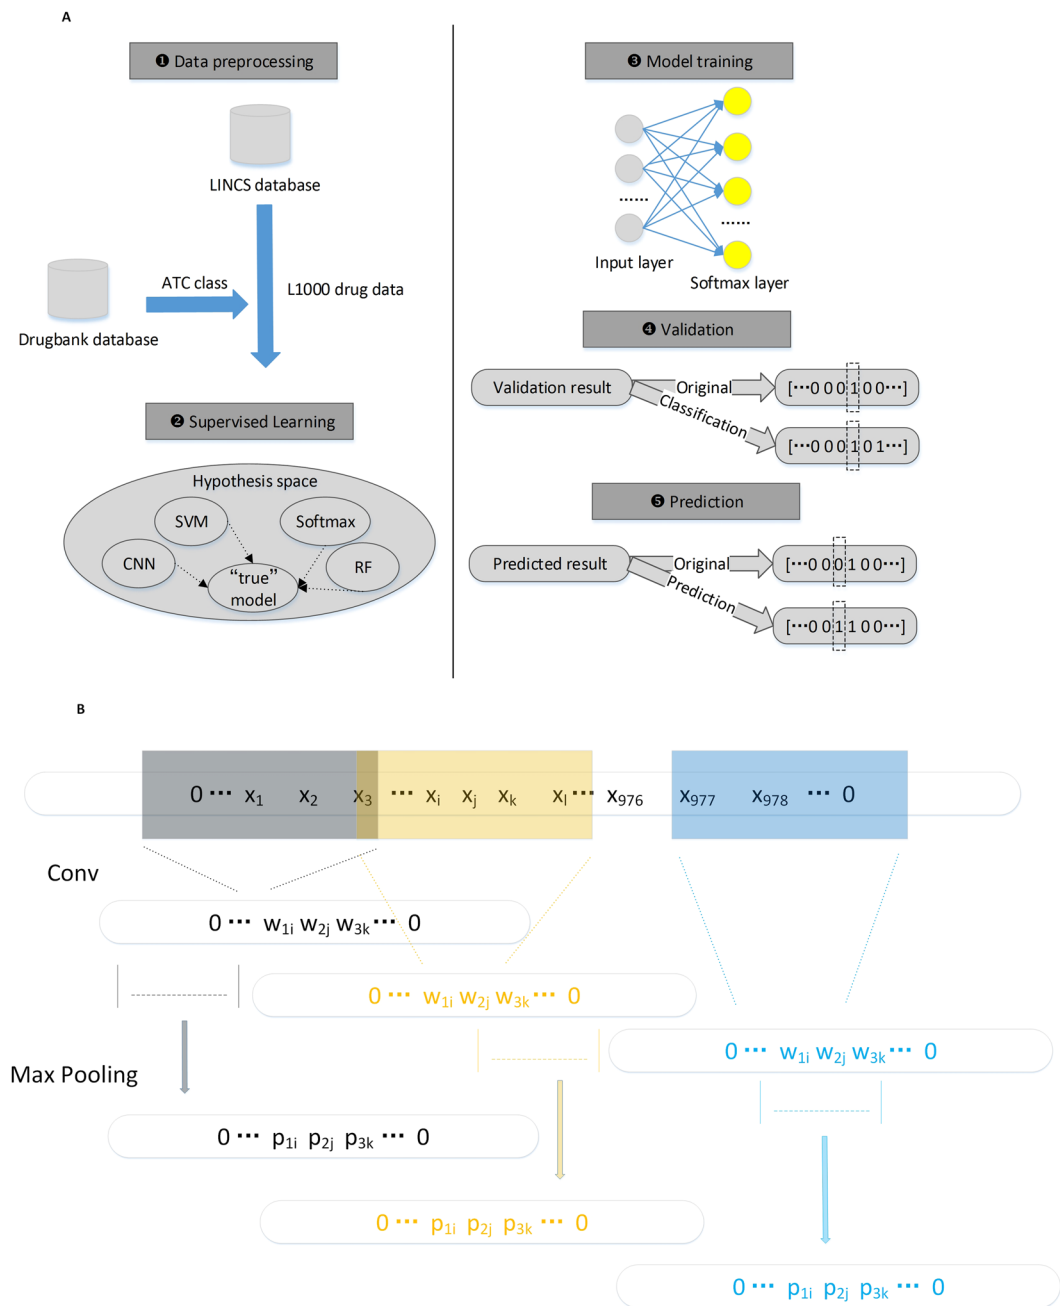 A
❶ Data preprocessing
LINCS database
ATC class
L1000 drug data
Drugbank database
❷ Supervised Learning
Hypothesis space
SVM
Softmax
CNN
RF
“true”
model
❸ Model training
······
······
Input layer
Softmax layer
❹ Validation
Validation result
Original
[···0 0 0 1 0 0···]
Classification
[···0 0 0 1 0 1···]
❺ Prediction
Predicted result
Original
[···0 0 0 1 0 0···]
Prediction
[···0 0 1 1 0 0···]
B
0 ··· x₁ x₂ x₃ ··· xᵢ xⱼ xₖ xₗ ··· x₉₇₆ x₉₇₇ x₉₇₈ ··· 0
Conv
0 ··· w₁ᵢ w₂ⱼ w₃ₖ ··· 0
0 ··· w₁ᵢ w₂ⱼ w₃ₖ ··· 0
0 ··· w₁ᵢ w₂ⱼ w₃ₖ ··· 0
Max Pooling
0 ··· p₁ᵢ p₂ⱼ p₃ₖ ··· 0
0 ··· p₁ᵢ p₂ⱼ p₃ₖ ··· 0
0 ··· p₁ᵢ p₂ⱼ p₃ₖ ··· 0